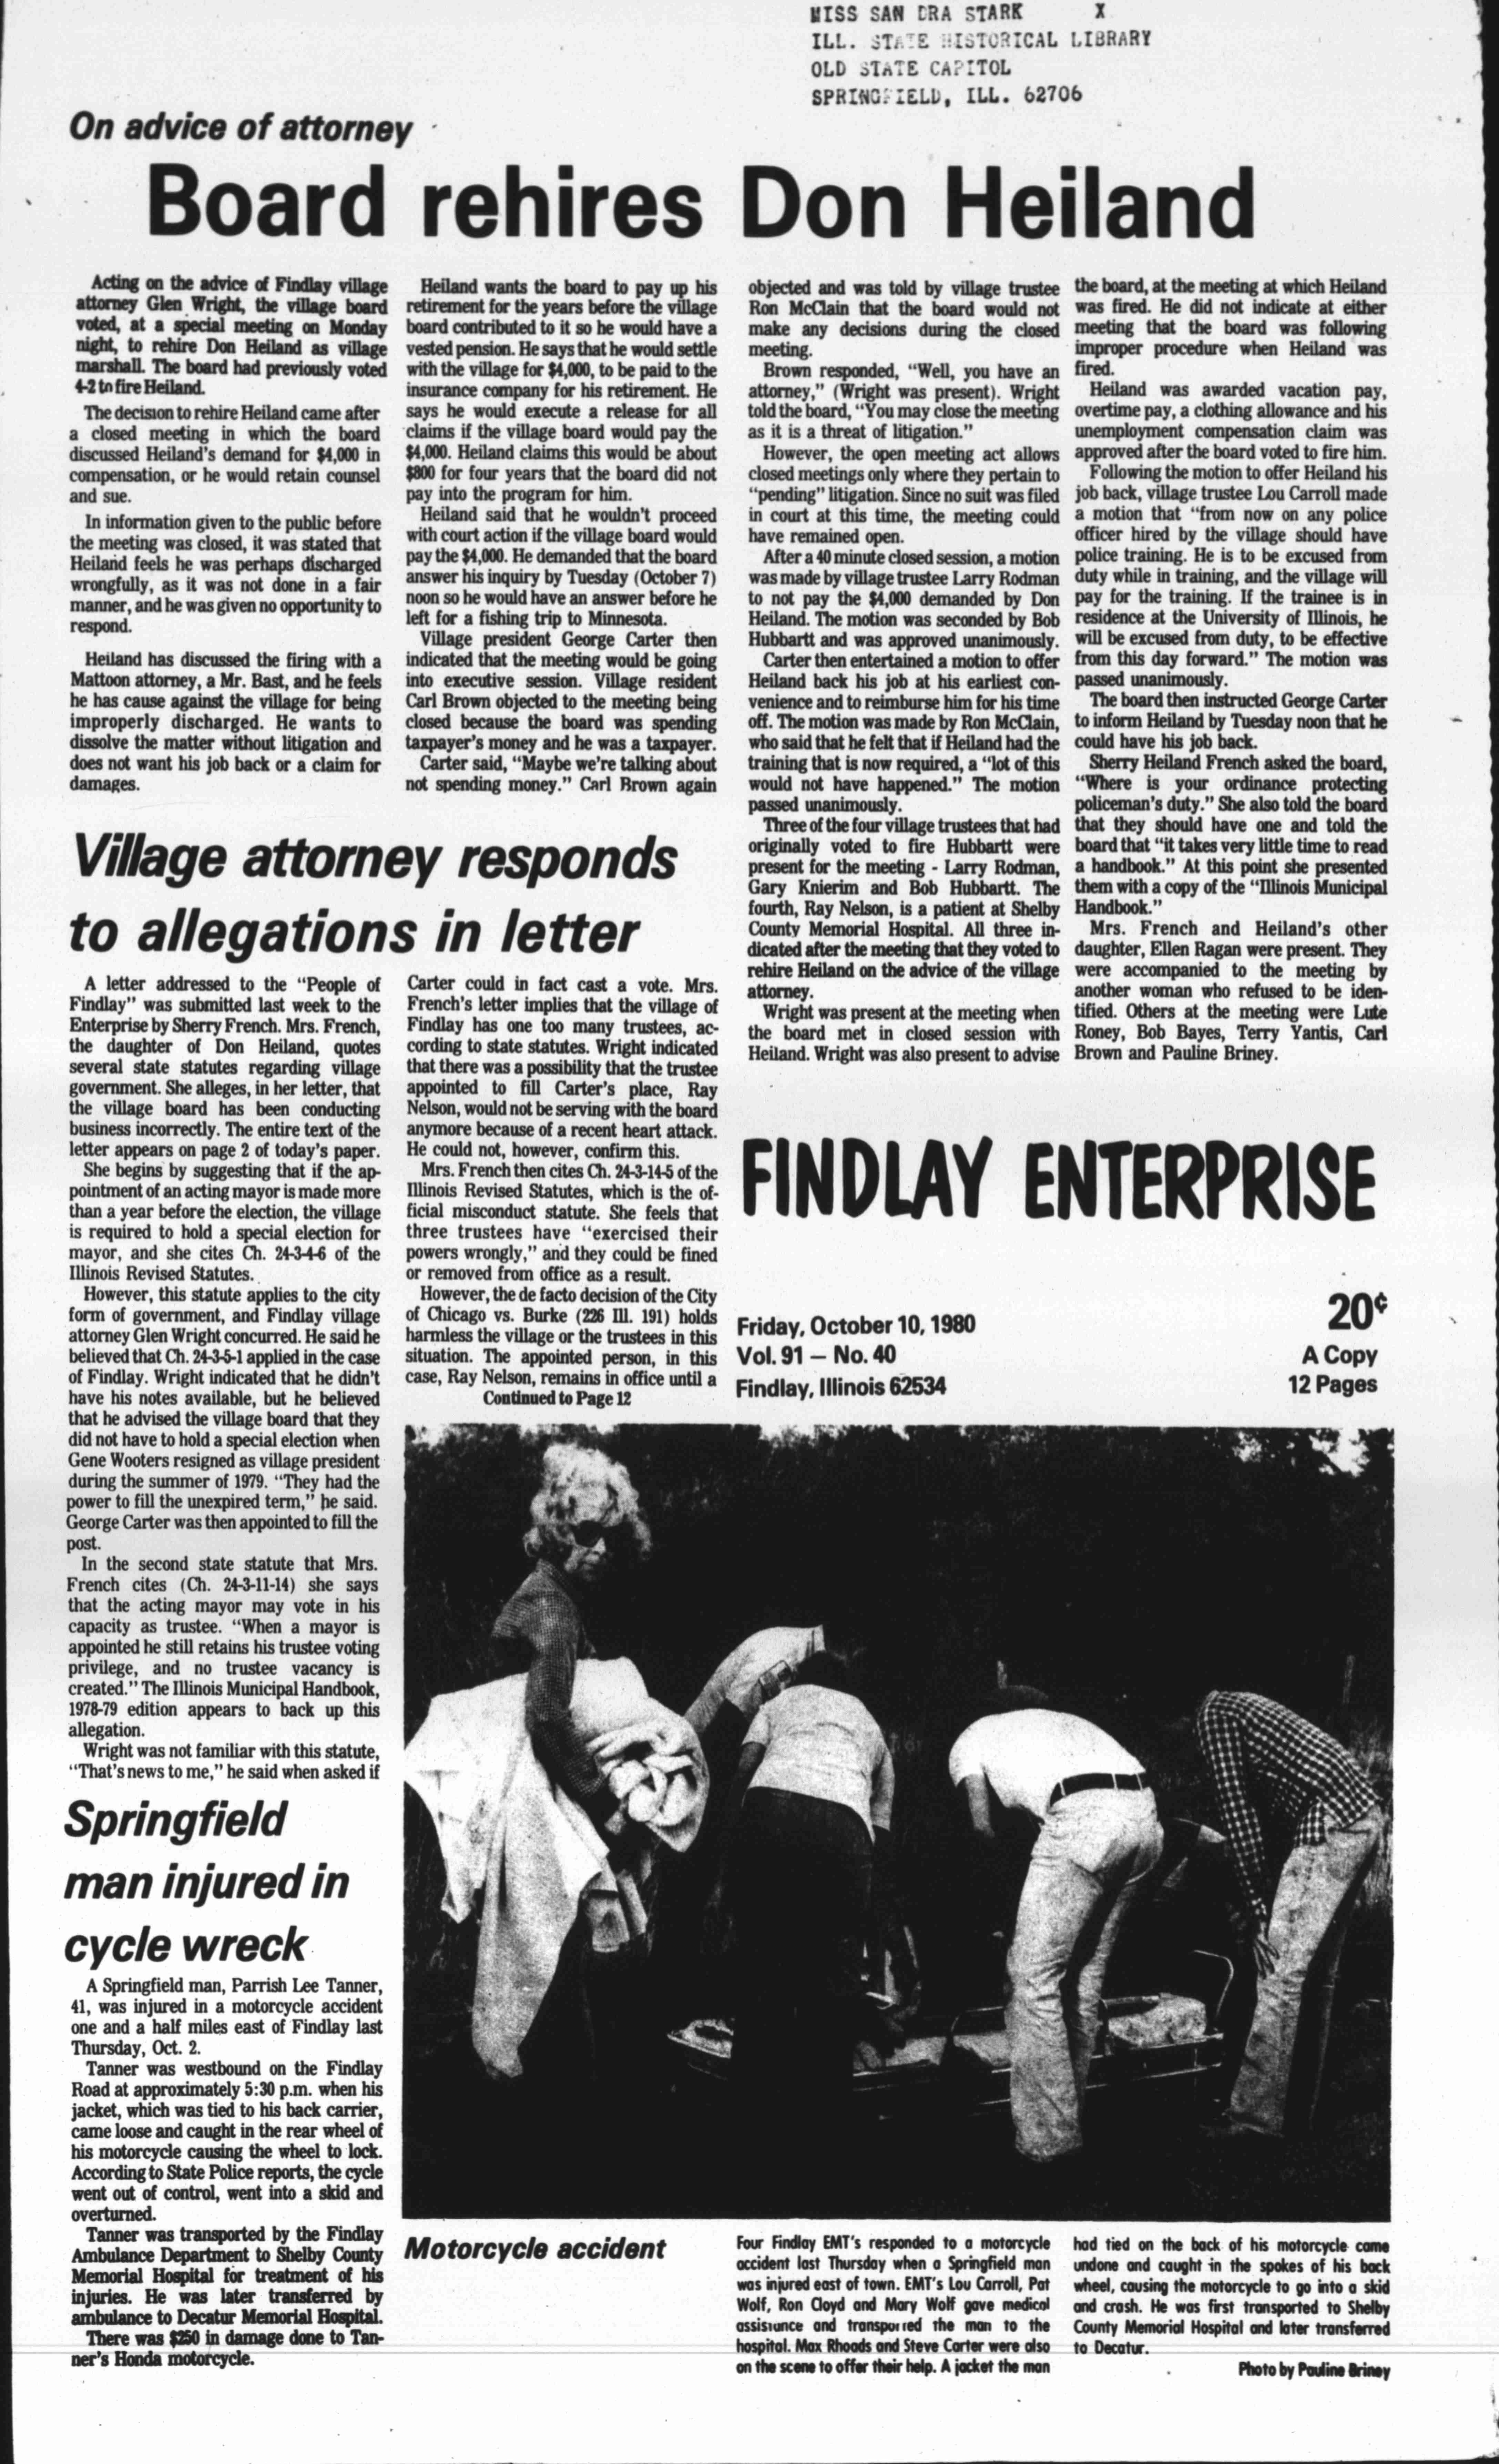 MISS SANDRA STARK X
ILL. STATE HISTORICAL LIBRARY
OLD STATE CAPITOL
SPRINGFIELD, ILL. 62706
On advice of attorney
Board rehires Don Heiland
Acting on the advice of Findlay village
attorney Glen Wright, the village board
voted, at a special meeting on Monday
night, to rehire Don Heiland as village
marshall. The board had previously voted
4-2 to fire Heiland.
The decision to rehire Heiland came after
a closed meeting in which the board
discussed Heiland's demand for $4,000 in
compensation, or he would retain counsel
and sue.
In information given to the public before
the meeting was closed, it was stated that
Heiland feels he was perhaps discharged
wrongfully, as it was not done in a fair
manner, and he was given no opportunity to
respond.
Heiland has discussed the firing with a
Mattoon attorney, a Mr. Bast, and he feels
he has cause against the village for being
improperly discharged. He wants to
dissolve the matter without litigation and
does not want his job back or a claim for
damages.
Heiland wants the board to pay up his
retirement for the years before the village
board contributed to it so he would have a
vested pension. He says that he would settle
with the village for $4,000, to be paid to the
insurance company for his retirement. He
says he would execute a release for all
claims if the village board would pay the
$4,000. Heiland claims this would be about
$800 for four years that the board did not
pay into the program for him.
Heiland said that he wouldn't proceed
with court action if the village board would
pay the $4,000. He demanded that the board
answer his inquiry by Tuesday (October 7)
noon so he would have an answer before he
left for a fishing trip to Minnesota.
Village president George Carter then
indicated that the meeting would be going
into executive session. Village resident
Carl Brown objected to the meeting being
closed because the board was spending
taxpayer's money and he was a taxpayer.
Carter said, "Maybe we're talking about
not spending money." Carl Brown again
objected and was told by village trustee
Ron McClain that the board would not
make any decisions during the closed
meeting.
Brown responded, "Well, you have an
attorney," (Wright was present). Wright
told the board, "You may close the meeting
as it is a threat of litigation."
However, the open meeting act allows
closed meetings only where they pertain to
"pending" litigation. Since no suit was filed
in court at this time, the meeting could
have remained open.
After a 40 minute closed session, a motion
was made by village trustee Larry Rodman
to not pay the $4,000 demanded by Don
Heiland. The motion was seconded by Bob
Hubbartt and was approved unanimously.
Carter then entertained a motion to offer
Heiland back his job at his earliest con-
venience and to reimburse him for his time
off. The motion was made by Ron McClain,
who said that he felt that if Heiland had the
training that is now required, a "lot of this
would not have happened." The motion
passed unanimously.
Three of the four village trustees that had
originally voted to fire Hubbartt were
present for the meeting - Larry Rodman,
Gary Knierim and Bob Hubbartt. The
fourth, Ray Nelson, is a patient at Shelby
County Memorial Hospital. All three in-
dicated after the meeting that they voted to
rehire Heiland on the advice of the village
attorney.
Wright was present at the meeting when
the board met in closed session with
Heiland. Wright was also present to advise
the board, at the meeting at which Heiland
was fired. He did not indicate at either
meeting that the board was following
improper procedure when Heiland was
fired.
Heiland was awarded vacation pay,
overtime pay, a clothing allowance and his
unemployment compensation claim was
approved after the board voted to fire him.
Following the motion to offer Heiland his
job back, village trustee Lou Carroll made
a motion that "from now on any police
officer hired by the village should have
police training. He is to be excused from
duty while in training, and the village will
pay for the training. If the trainee is in
residence at the University of Illinois, he
will be excused from duty, to be effective
from this day forward." The motion was
passed unanimously.
The board then instructed George Carter
to inform Heiland by Tuesday noon that he
could have his job back.
Sherry Heiland French asked the board,
"Where is your ordinance protecting
policeman's duty." She also told the board
that they should have one and told the
board that "it takes very little time to read
a handbook." At this point she presented
them with a copy of the "Illinois Municipal
Handbook."
Mrs. French and Heiland's other
daughter, Ellen Ragan were present. They
were accompanied to the meeting by
another woman who refused to be iden-
tified. Others at the meeting were Lute
Roney, Bob Bayes, Terry Yantis, Carl
Brown and Pauline Briney.
Village attorney responds
to allegations in letter
A letter addressed to the "People of
Findlay" was submitted last week to the
Enterprise by Sherry French. Mrs. French,
the daughter of Don Heiland, quotes
several state statutes regarding village
government. She alleges, in her letter, that
the village board has been conducting
business incorrectly. The entire text of the
letter appears on page 2 of today's paper.
She begins by suggesting that if the ap-
pointment of an acting mayor is made more
than a year before the election, the village
is required to hold a special election for
mayor, and she cites Ch. 24-3-4-6 of the
Illinois Revised Statutes.
However, this statute applies to the city
form of government, and Findlay village
attorney Glen Wright concurred. He said he
believed that Ch. 24-3-5-1 applied in the case
of Findlay. Wright indicated that he didn't
have his notes available, but he believed
that he advised the village board that they
did not have to hold a special election when
Gene Wooters resigned as village president
during the summer of 1979. "They had the
power to fill the unexpired term," he said.
George Carter was then appointed to fill the
post.
In the second state statute that Mrs.
French cites (Ch. 24-3-11-14) she says
that the acting mayor may vote in his
capacity as trustee. "When a mayor is
appointed he still retains his trustee voting
privilege, and no trustee vacancy is
created." The Illinois Municipal Handbook,
1978-79 edition appears to back up this
allegation.
Wright was not familiar with this statute,
"That's news to me," he said when asked if
Carter could in fact cast a vote. Mrs.
French's letter implies that the village of
Findlay has one too many trustees, ac-
cording to state statutes. Wright indicated
that there was a possibility that the trustee
appointed to fill Carter's place, Ray
Nelson, would not be serving with the board
anymore because of a recent heart attack.
He could not, however, confirm this.
Mrs. French then cites Ch. 24-3-14-5 of the
Illinois Revised Statutes, which is the of-
ficial misconduct statute. She feels that
three trustees have "exercised their
powers wrongly," and they could be fined
or removed from office as a result.
However, the de facto decision of the City
of Chicago vs. Burke (226 Ill. 191) holds
harmless the village or the trustees in this
situation. The appointed person, in this
case, Ray Nelson, remains in office until a
Continued to Page 12
FINDLAY ENTERPRISE
Friday, October 10, 1980
Vol. 91 — No. 40
Findlay, Illinois 62534
20¢
A Copy
12 Pages
Springfield
man injured in
cycle wreck
A Springfield man, Parrish Lee Tanner,
41, was injured in a motorcycle accident
one and a half miles east of Findlay last
Thursday, Oct. 2.
Tanner was westbound on the Findlay
Road at approximately 5:30 p.m. when his
jacket, which was tied to his back carrier,
came loose and caught in the rear wheel of
his motorcycle causing the wheel to lock.
According to State Police reports, the cycle
went out of control, went into a skid and
overturned.
Tanner was transported by the Findlay
Ambulance Department to Shelby County
Memorial Hospital for treatment of his
injuries. He was later transferred by
ambulance to Decatur Memorial Hospital.
There was $250 in damage done to Tan-
ner's Honda motorcycle.
Motorcycle accident
Four Findlay EMT's responded to a motorcycle
accident last Thursday when a Springfield man
was injured east of town. EMT's Lou Carroll, Pat
Wolf, Ron Cloyd and Mary Wolf gave medical
assistance and transported the man to the
hospital. Max Rhoads and Steve Carter were also
on the scene to offer their help. A jacket the man
had tied on the back of his motorcycle came
undone and caught in the spokes of his back
wheel, causing the motorcycle to go into a skid
and crash. He was first transported to Shelby
County Memorial Hospital and later transferred
to Decatur.
Photo by Pauline Briney